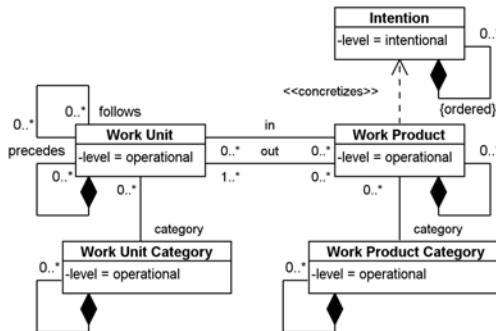 Intention
0..*
-level = intentional
<<concretizes>>
{ordered}
0..*
follows
0..*
in
Work Unit
Work Product
0..*
precedes
-level = operational
0..*
out
0..*
-level = operational
0..*
1..*
0..*
0..*
0..*
category
category
Work Unit Category
Work Product Category
0..*
-level = operational
0..*
-level = operational